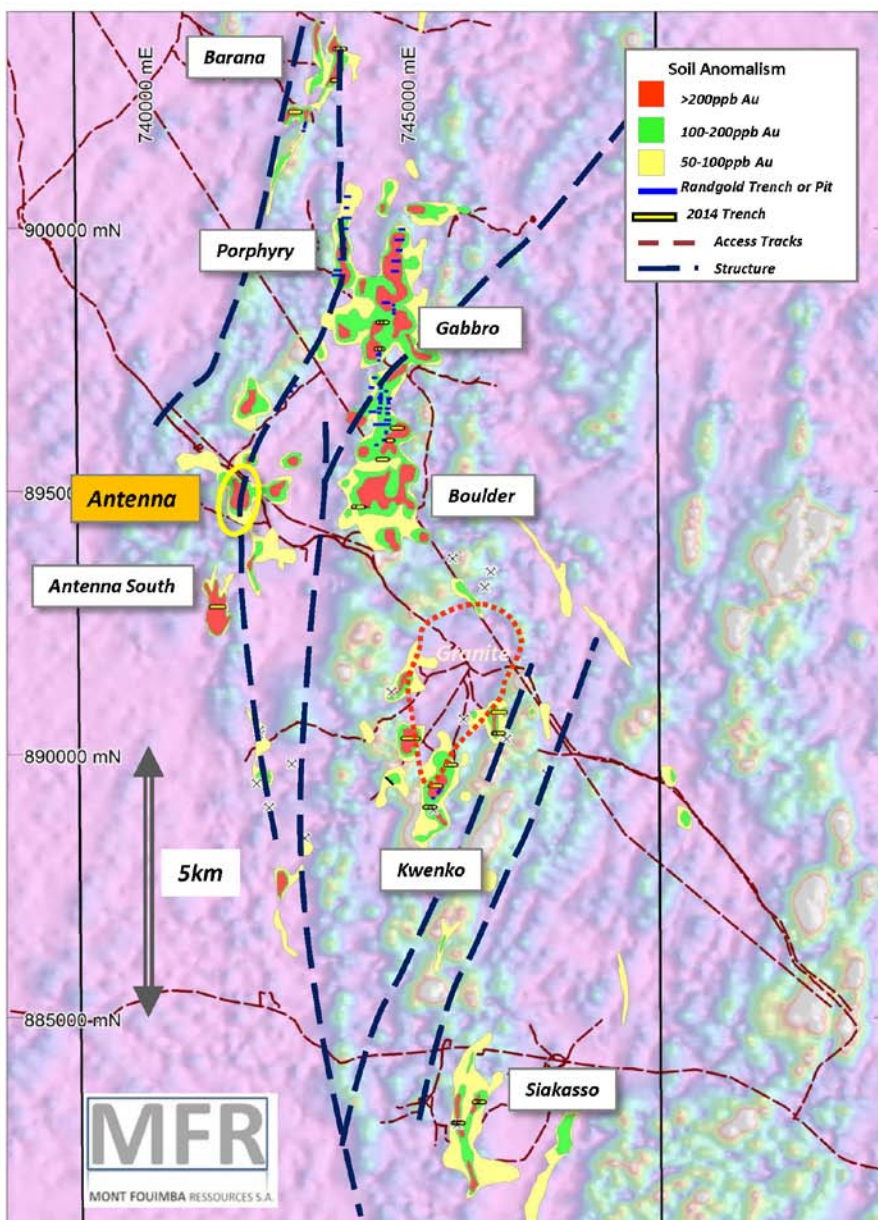 Barana
740000 mE
745000 mE
Soil Anomalism
>200ppb Au
100-200ppb Au
50-100ppb Au
Randgold Trench or Pit
2014 Trench
Access Tracks
Structure
900000 mN
Porphyry
Gabbro
Antenna
895000 mN
Boulder
Antenna South
Granite
890000 mN
5km
Kwenko
885000 mN
Siakasso
MFR
MONT FOUIMBA RESSOURCES S.A.